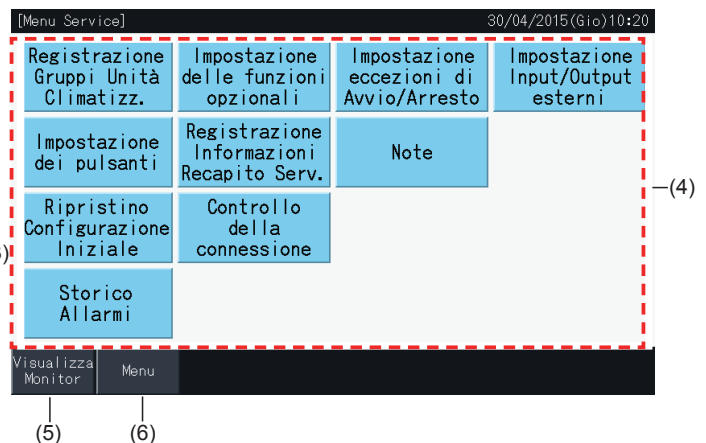 [Menu Service] 30/04/2015(Gio)10:20
Registrazione
Gruppi Unità
Climatizz.
Impostazione
delle funzioni
opzionali
Impostazione
eccezioni di
Avvio/Arresto
Impostazione
Input/Output
esterni
Impostazione
dei pulsanti
Registrazione
Informazioni
Recapito Serv.
Note
(4)
Ripristino
Configurazione
Iniziale
Controllo
della
connessione
Storico
Allarmi
Visualizza
Monitor
Menu
(5) (6)